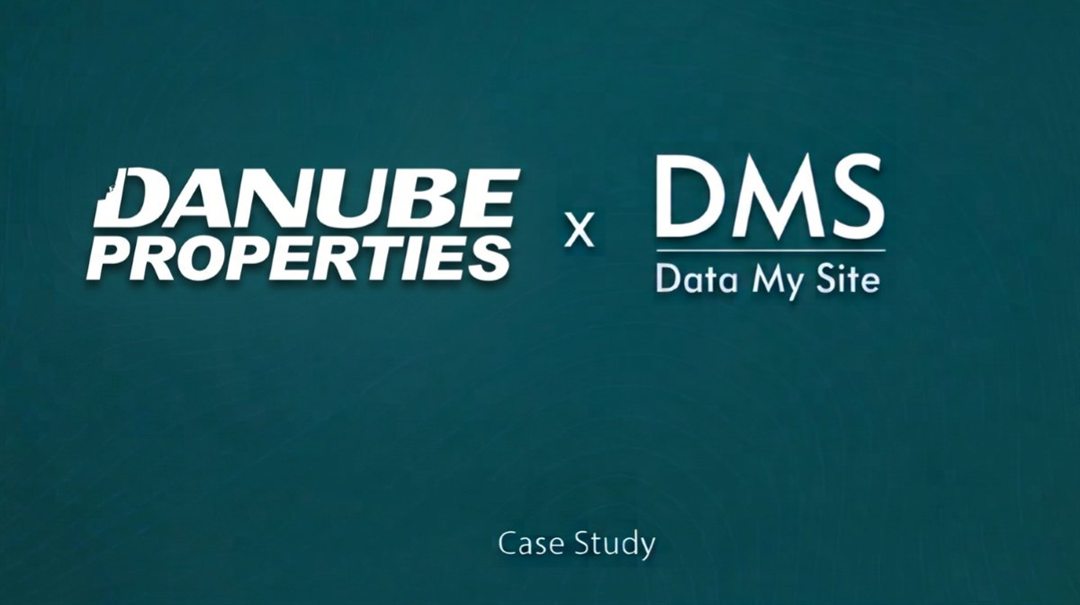 DANUBE
PROPERTIES
x
DMS
Data My Site
Case Study